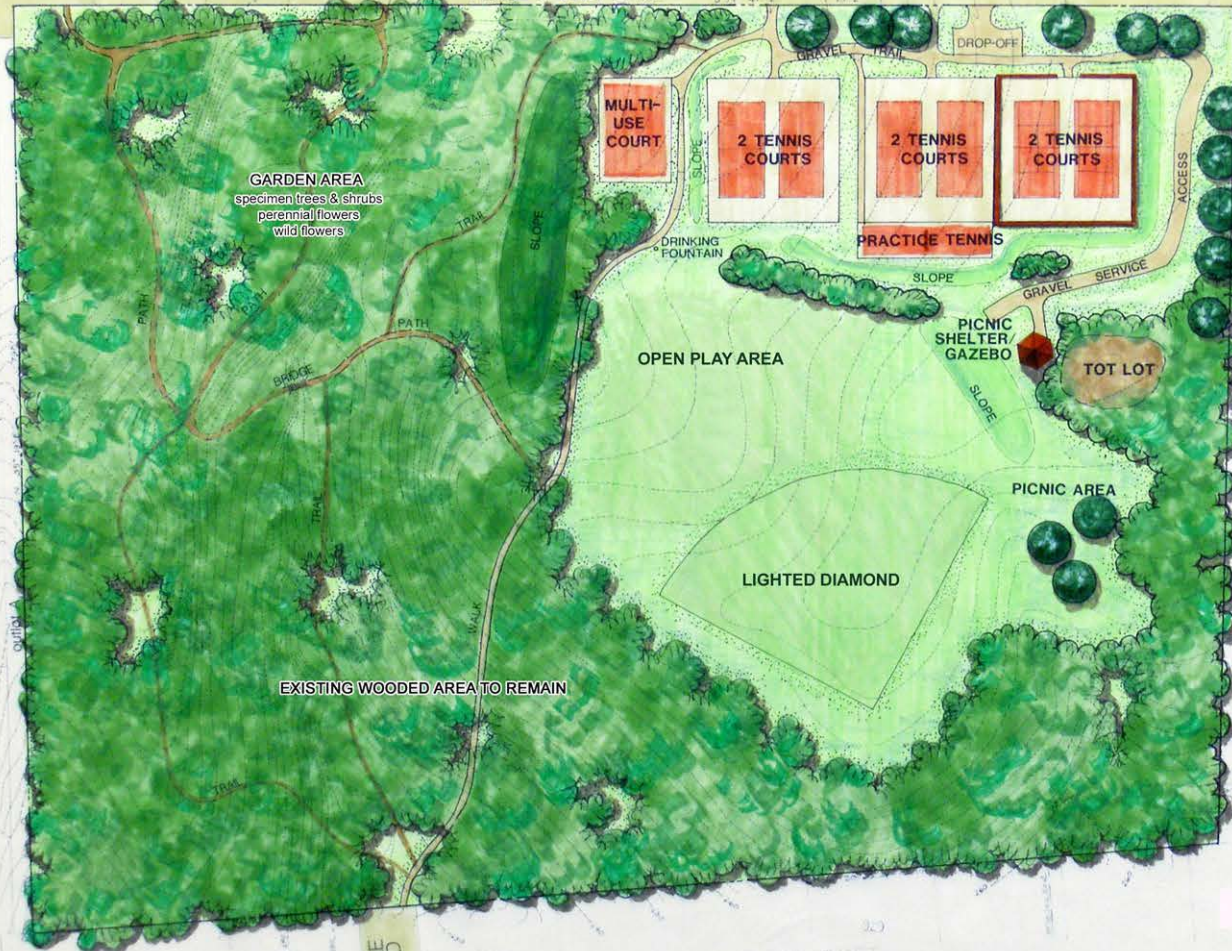 GRAVEL TRAIL
DROP-OFF
MULTI-
USE
COURT
SLOPE
2 TENNIS
COURTS
2 TENNIS
COURTS
2 TENNIS
COURTS
ACCESS
GARDEN AREA
specimen trees & shrubs
perennial flowers
wild flowers
TRAIL
SLOPE
DRINKING
FOUNTAIN
PRACTICE TENNIS
SLOPE
GRAVEL SERVICE
PATH
PATH
PATH
BRIDGE
OPEN PLAY AREA
PICNIC
SHELTER/
GAZEBO
TOT LOT
SLOPE
TRAIL
PICNIC AREA
LIGHTED DIAMOND
outlot A
WALK
EXISTING WOODED AREA TO REMAIN
TRAIL